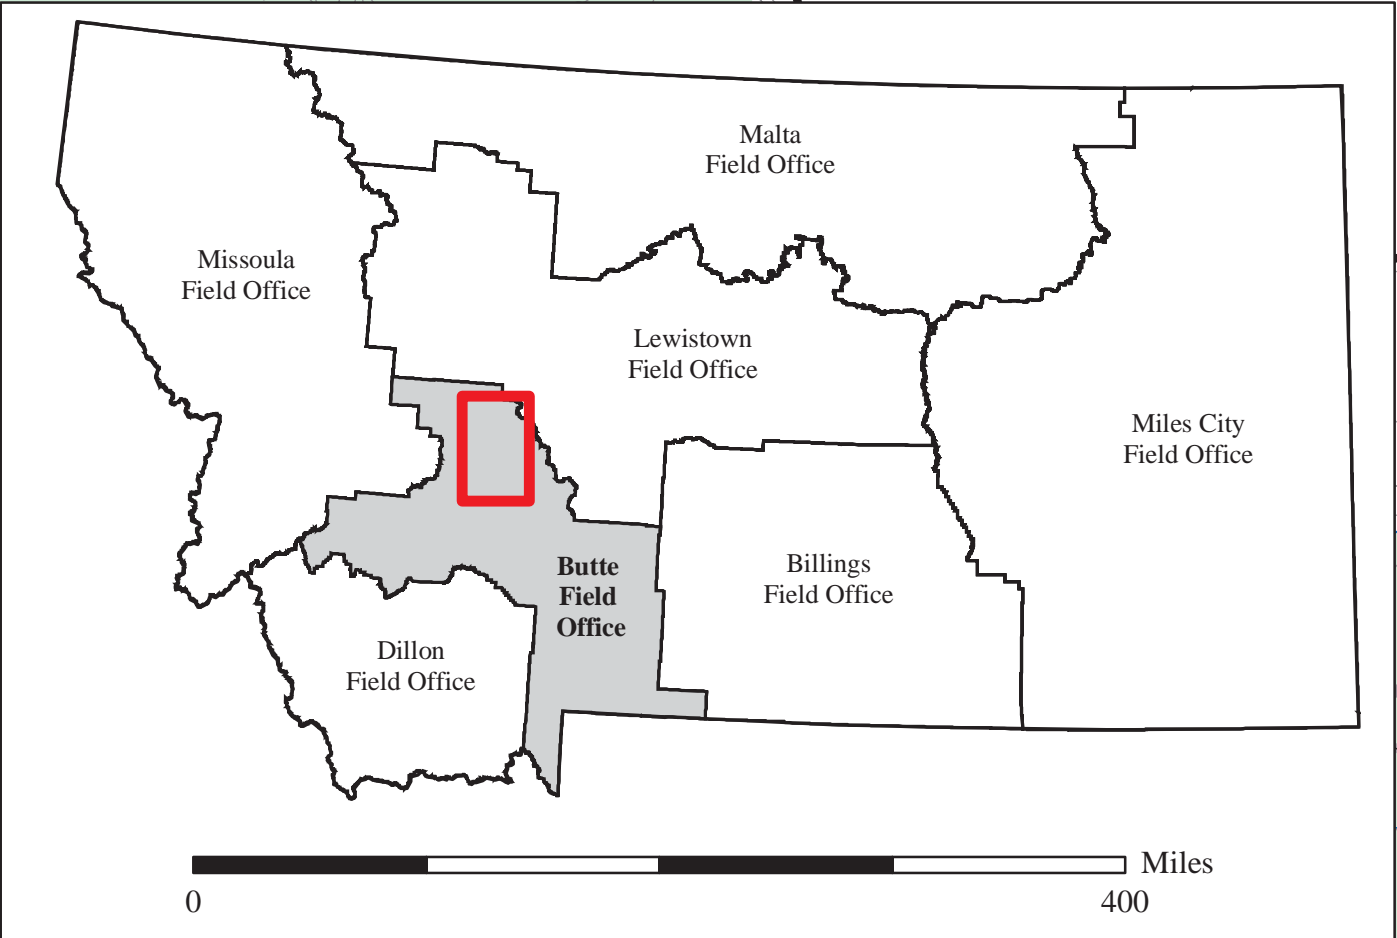 Malta
Field Office
Missoula
Field Office
Lewistown
Field Office
Miles City
Field Office
Butte
Field
Office
Billings
Field Office
Dillon
Field Office
Miles
0
400